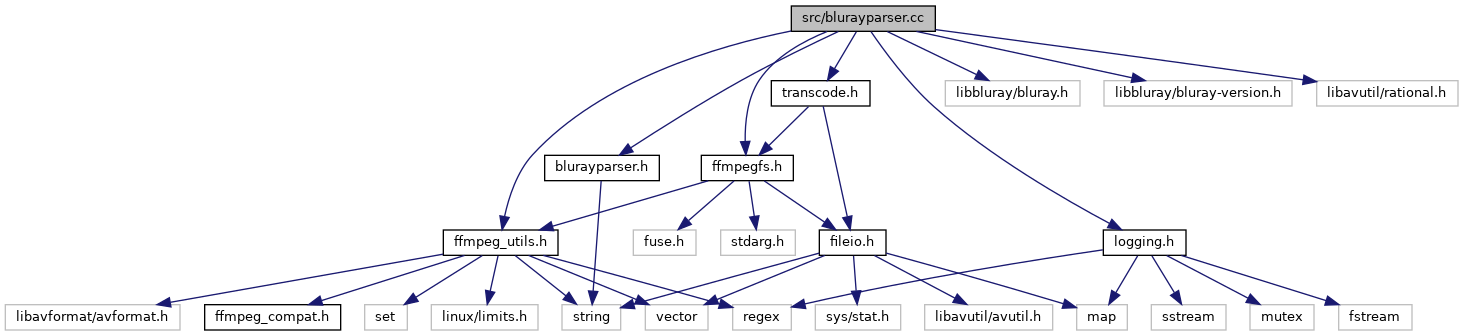 src/blurayparser.cc
transcode.h
libbluray/bluray.h
libbluray/bluray-version.h
libavutil/rational.h
blurayparser.h
ffmpegfs.h
ffmpeg_utils.h
fuse.h
stdarg.h
fileio.h
logging.h
libavformat/avformat.h
ffmpeg_compat.h
set
linux/limits.h
string
vector
regex
sys/stat.h
libavutil/avutil.h
map
sstream
mutex
fstream